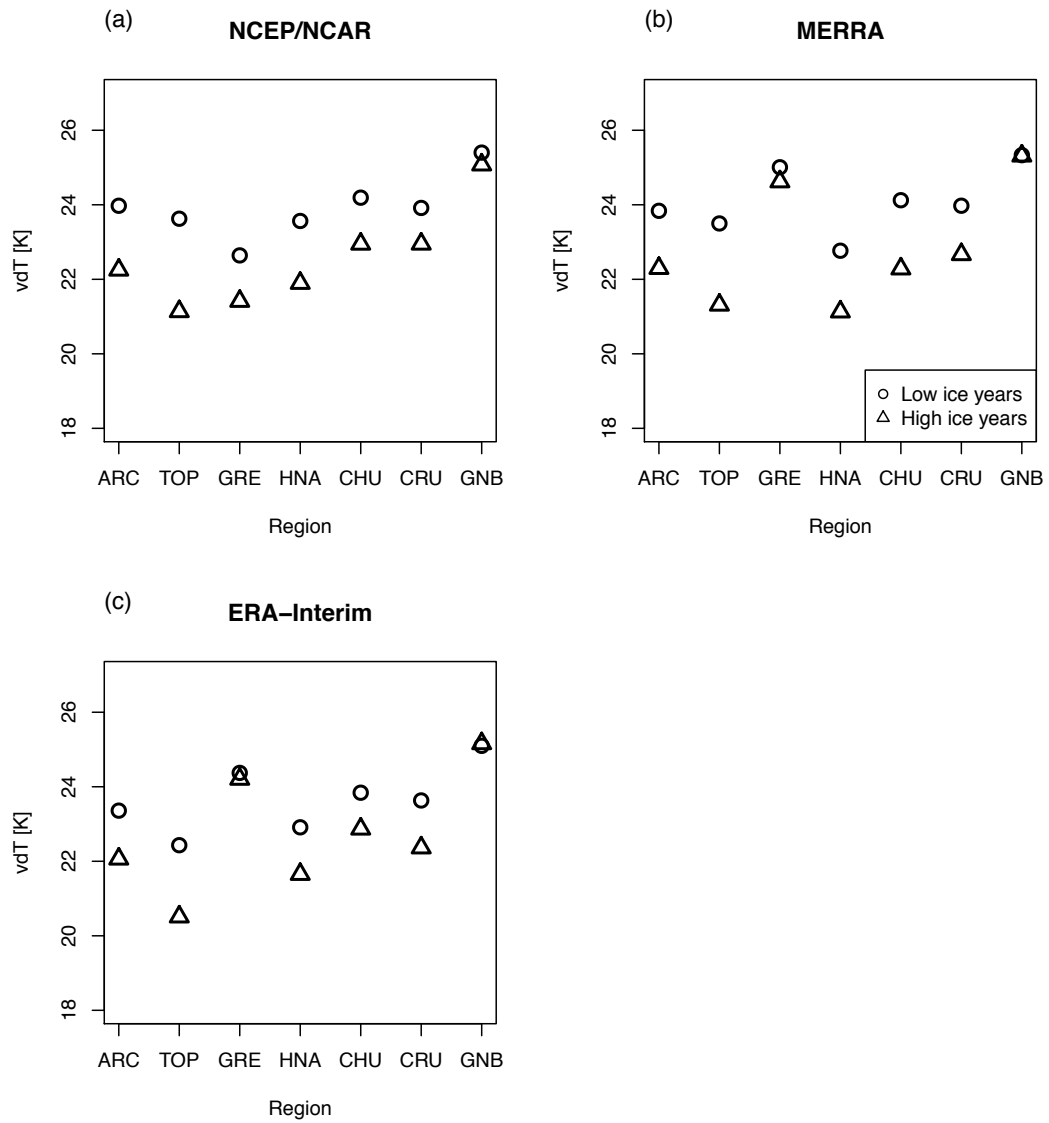 (a)
NCEP/NCAR
vdT [K]
26
24
22
20
18
ARC TOP GRE HNA CHU CRU GNB
Region
(b)
MERRA
vdT [K]
26
24
22
20
18
Low ice years
High ice years
ARC TOP GRE HNA CHU CRU GNB
Region
(c)
ERA–Interim
vdT [K]
26
24
22
20
18
ARC TOP GRE HNA CHU CRU GNB
Region